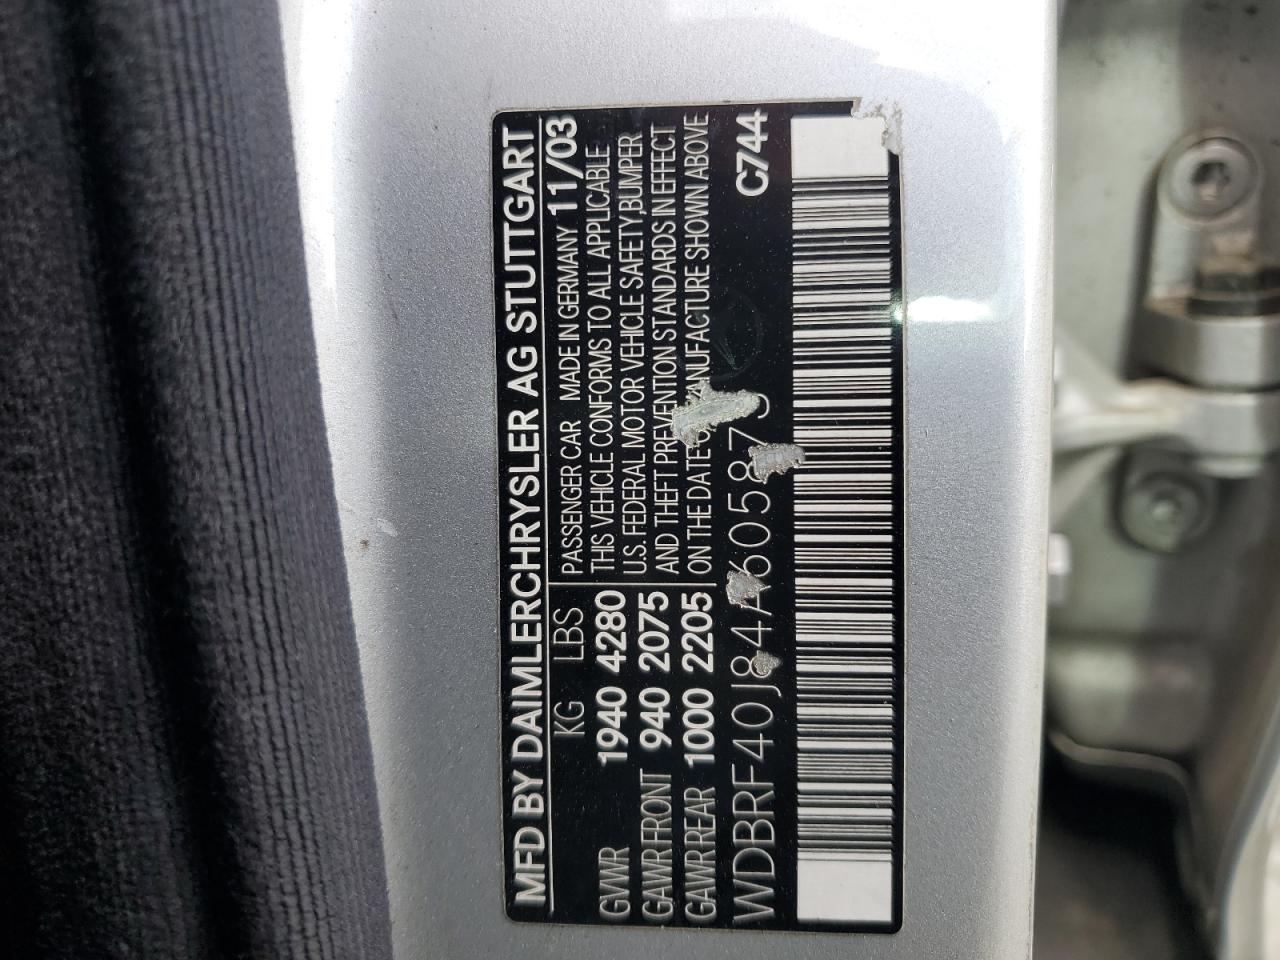 MFD BY DAIMLERCHRYSLER AG STUTTGART
KG LBS
GVWR 1940 4280
GAWR FRONT 940 2075
GAWR REAR 1000 2205
PASSENGER CAR MADE IN GERMANY 11/03
THIS VEHICLE CONFORMS TO ALL APPLICABLE
U.S. FEDERAL MOTOR VEHICLE SAFETY,BUMPER
AND THEFT PREVENTION STANDARDS IN EFFECT
ON THE DATE OF MANUFACTURE SHOWN ABOVE
WDBRF40J84A605873 C744